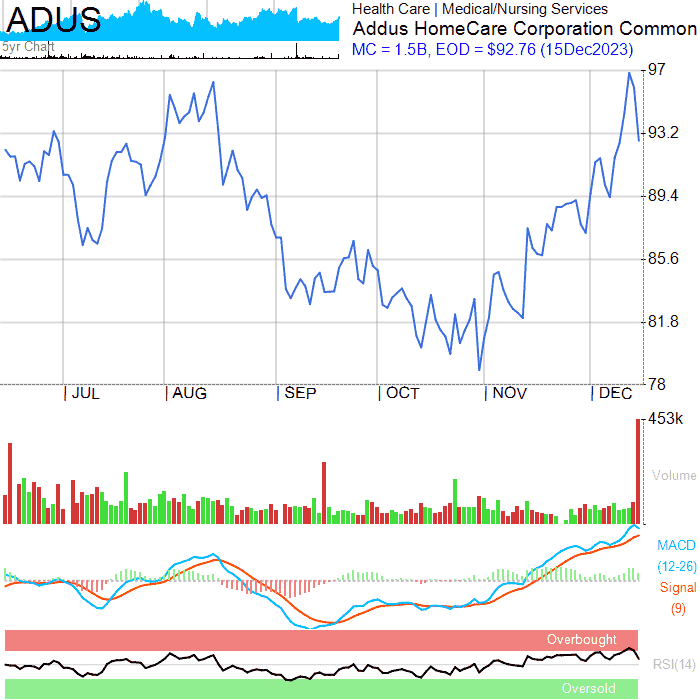 ADUS
5yr Chart
Health Care | Medical/Nursing Services
Addus HomeCare Corporation Common
MC = 1.5B, EOD = $92.76 (15Dec2023)
97
93.2
89.4
85.6
81.8
78
JUL AUG SEP OCT NOV DEC
453k
Volume
MACD
(12-26)
Signal
(9)
Overbought
RSI(14)
Oversold